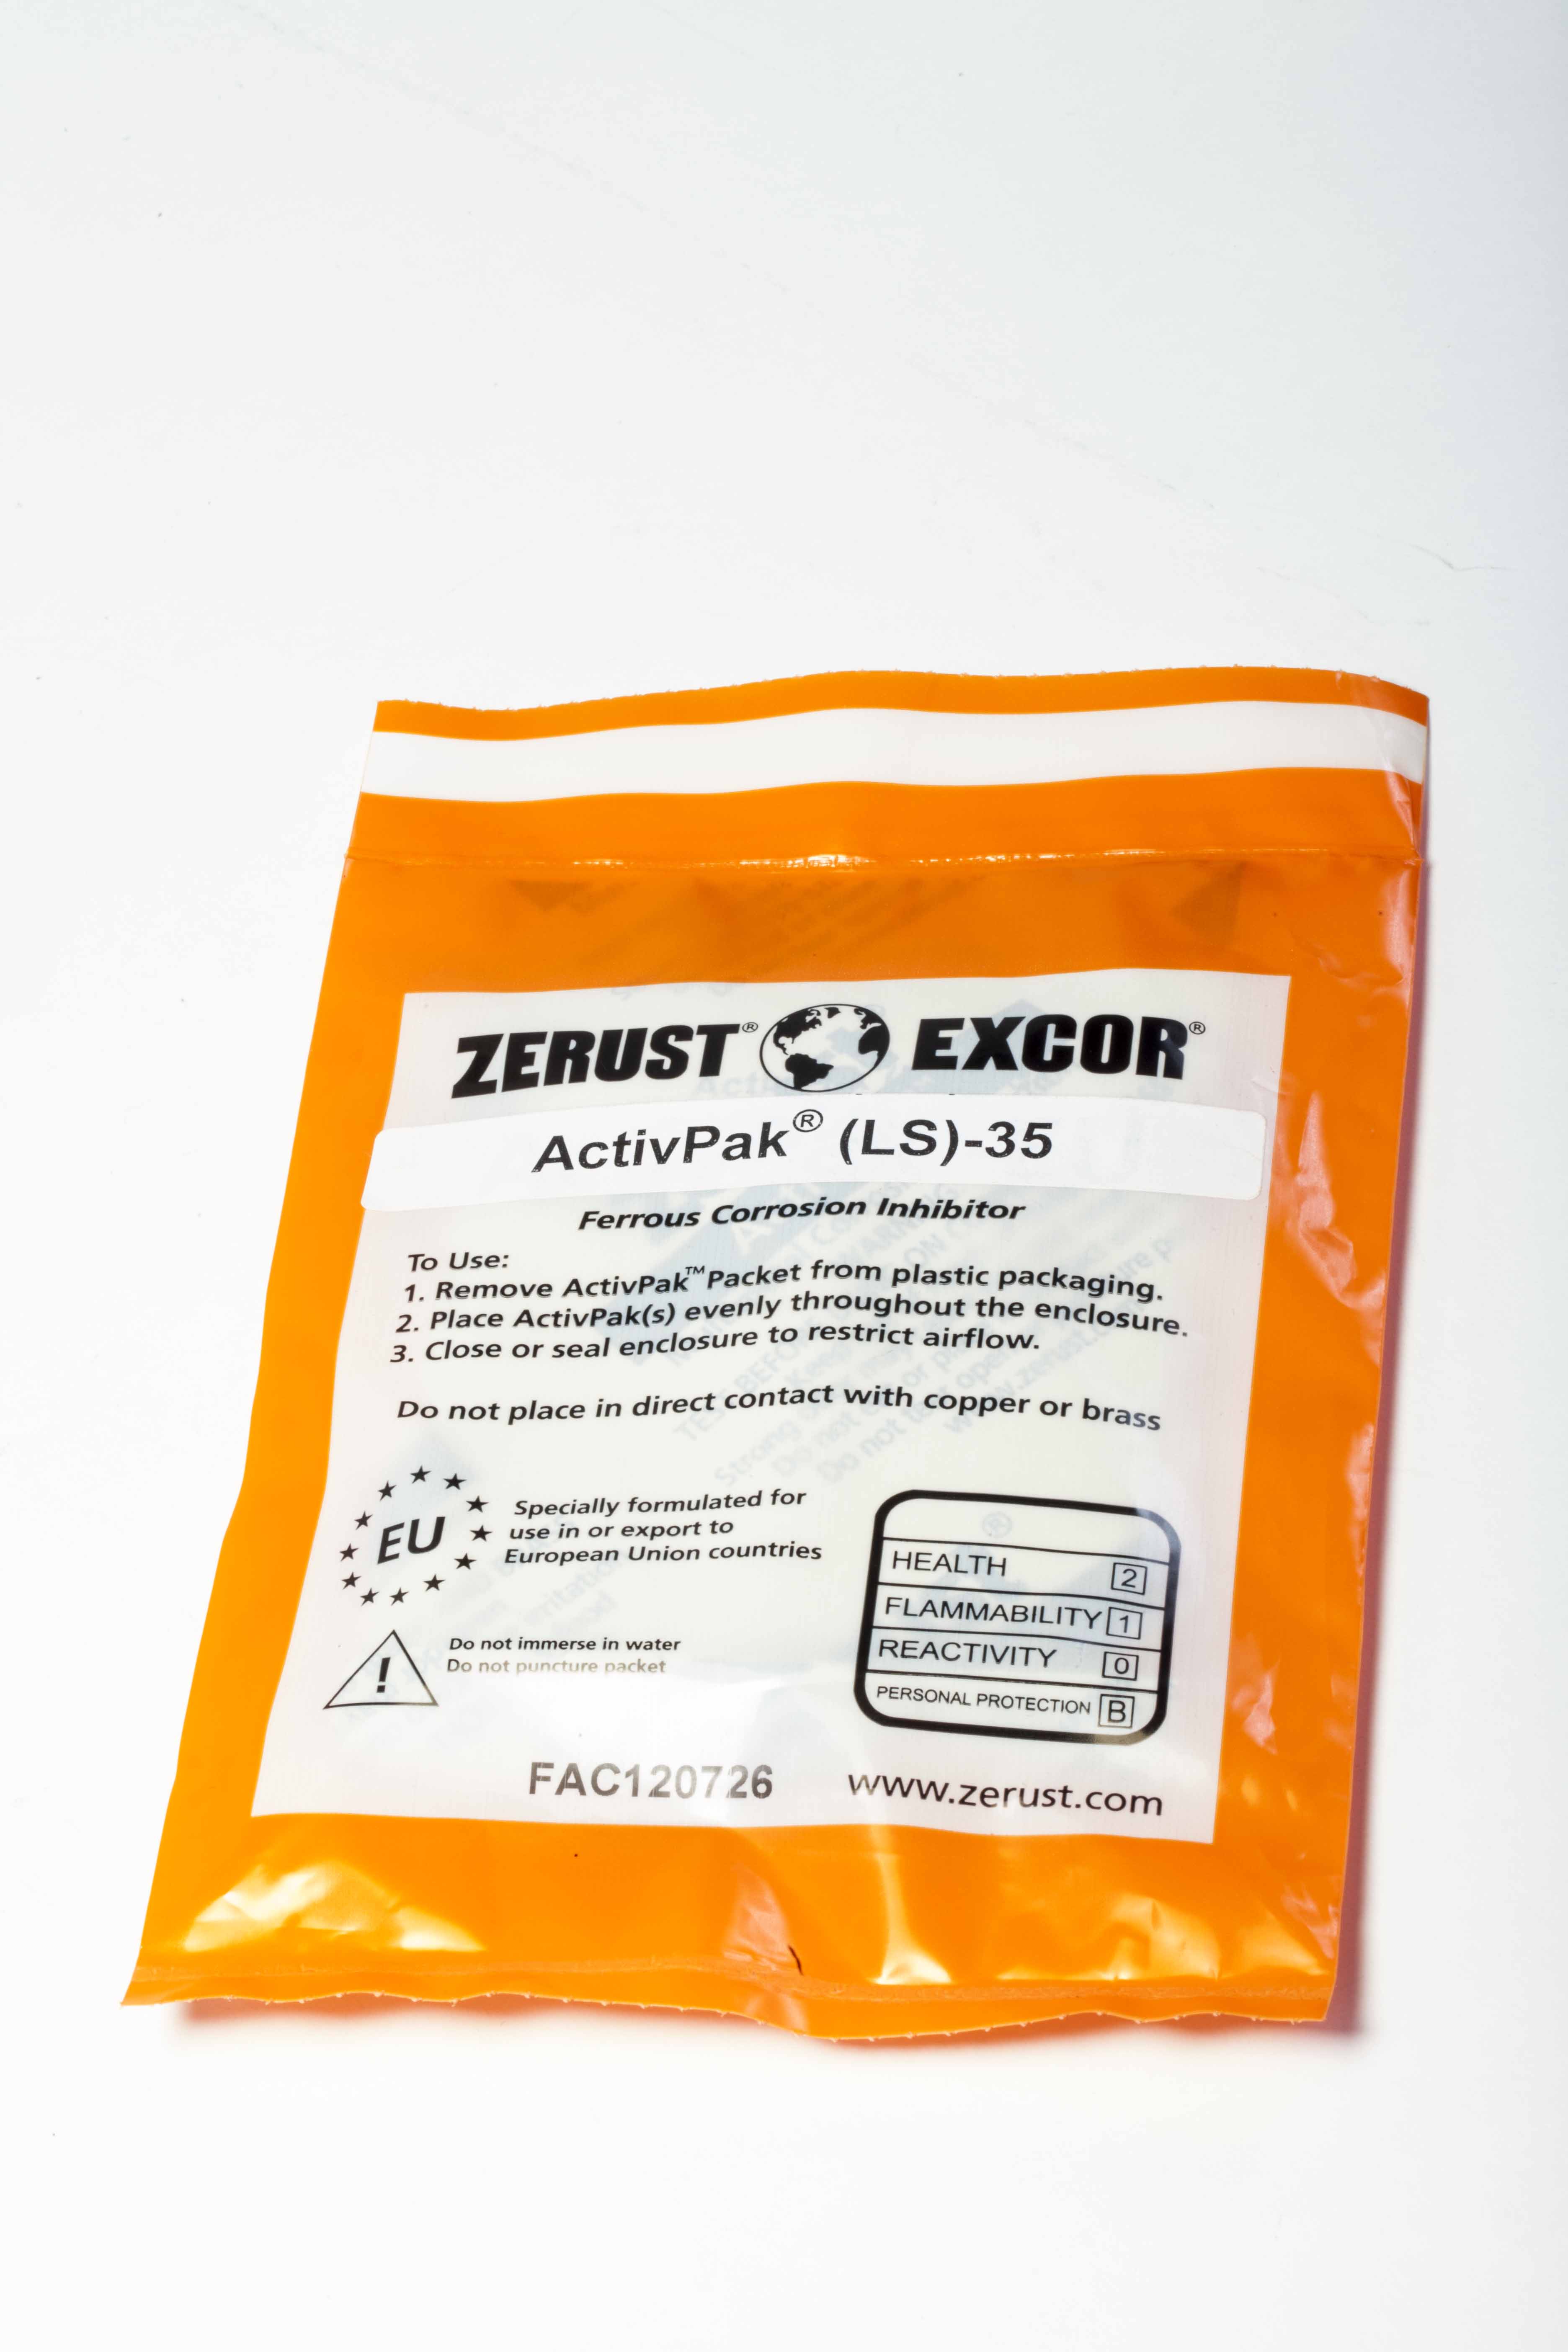 ZERUST® EXCOR®
ActivPak® (LS)-35
Ferrous Corrosion Inhibitor
To Use:
1. Remove ActivPak™ Packet from plastic packaging.
2. Place ActivPak(s) evenly throughout the enclosure.
3. Close or seal enclosure to restrict airflow.
Do not place in direct contact with copper or brass
EU
Specially formulated for
use in or export to
European Union countries
!
Do not immerse in water
Do not puncture packet
HEALTH 2
FLAMMABILITY 1
REACTIVITY 0
PERSONAL PROTECTION B
FAC120726
www.zerust.com